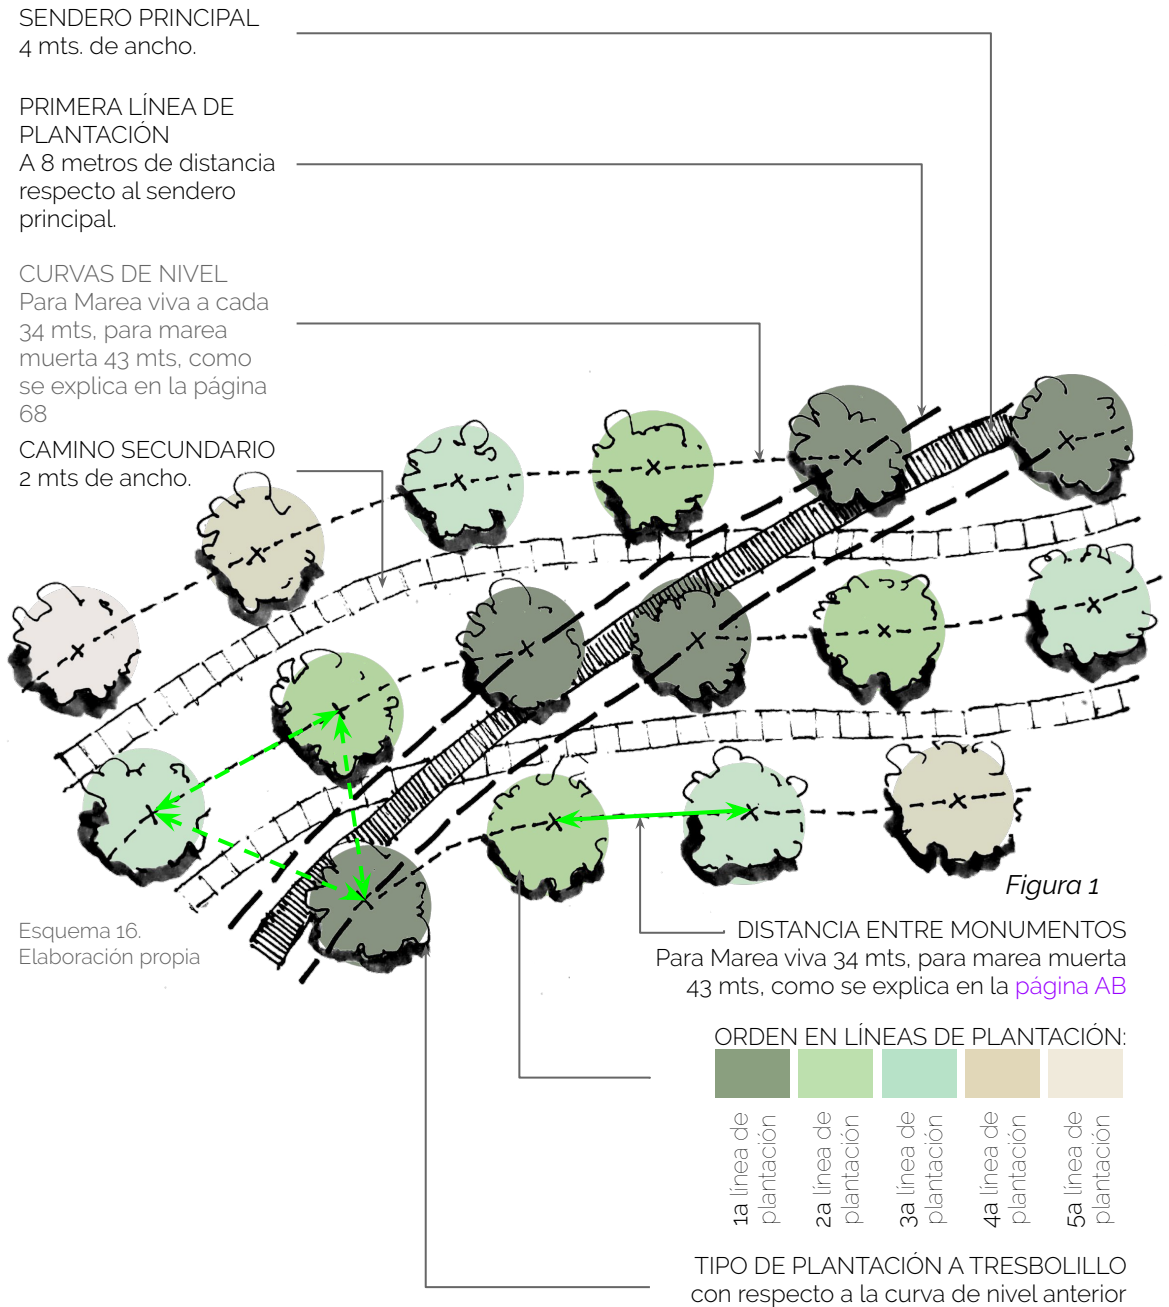 SENDERO PRINCIPAL
4 mts. de ancho.
PRIMERA LÍNEA DE
PLANTACIÓN
A 8 metros de distancia
respecto al sendero
principal.
CURVAS DE NIVEL
Para Marea viva a cada
34 mts, para marea
muerta 43 mts, como
se explica en la página
68
CAMINO SECUNDARIO
2 mts de ancho.
Figura 1
Esquema 16.
Elaboración propia
DISTANCIA ENTRE MONUMENTOS
Para Marea viva 34 mts, para marea muerta
43 mts, como se explica en la página AB
ORDEN EN LÍNEAS DE PLANTACIÓN:
1a línea de
plantación
2a línea de
plantación
3a línea de
plantación
4a línea de
plantación
5a línea de
plantación
TIPO DE PLANTACIÓN A TRESBOLILLO
con respecto a la curva de nivel anterior